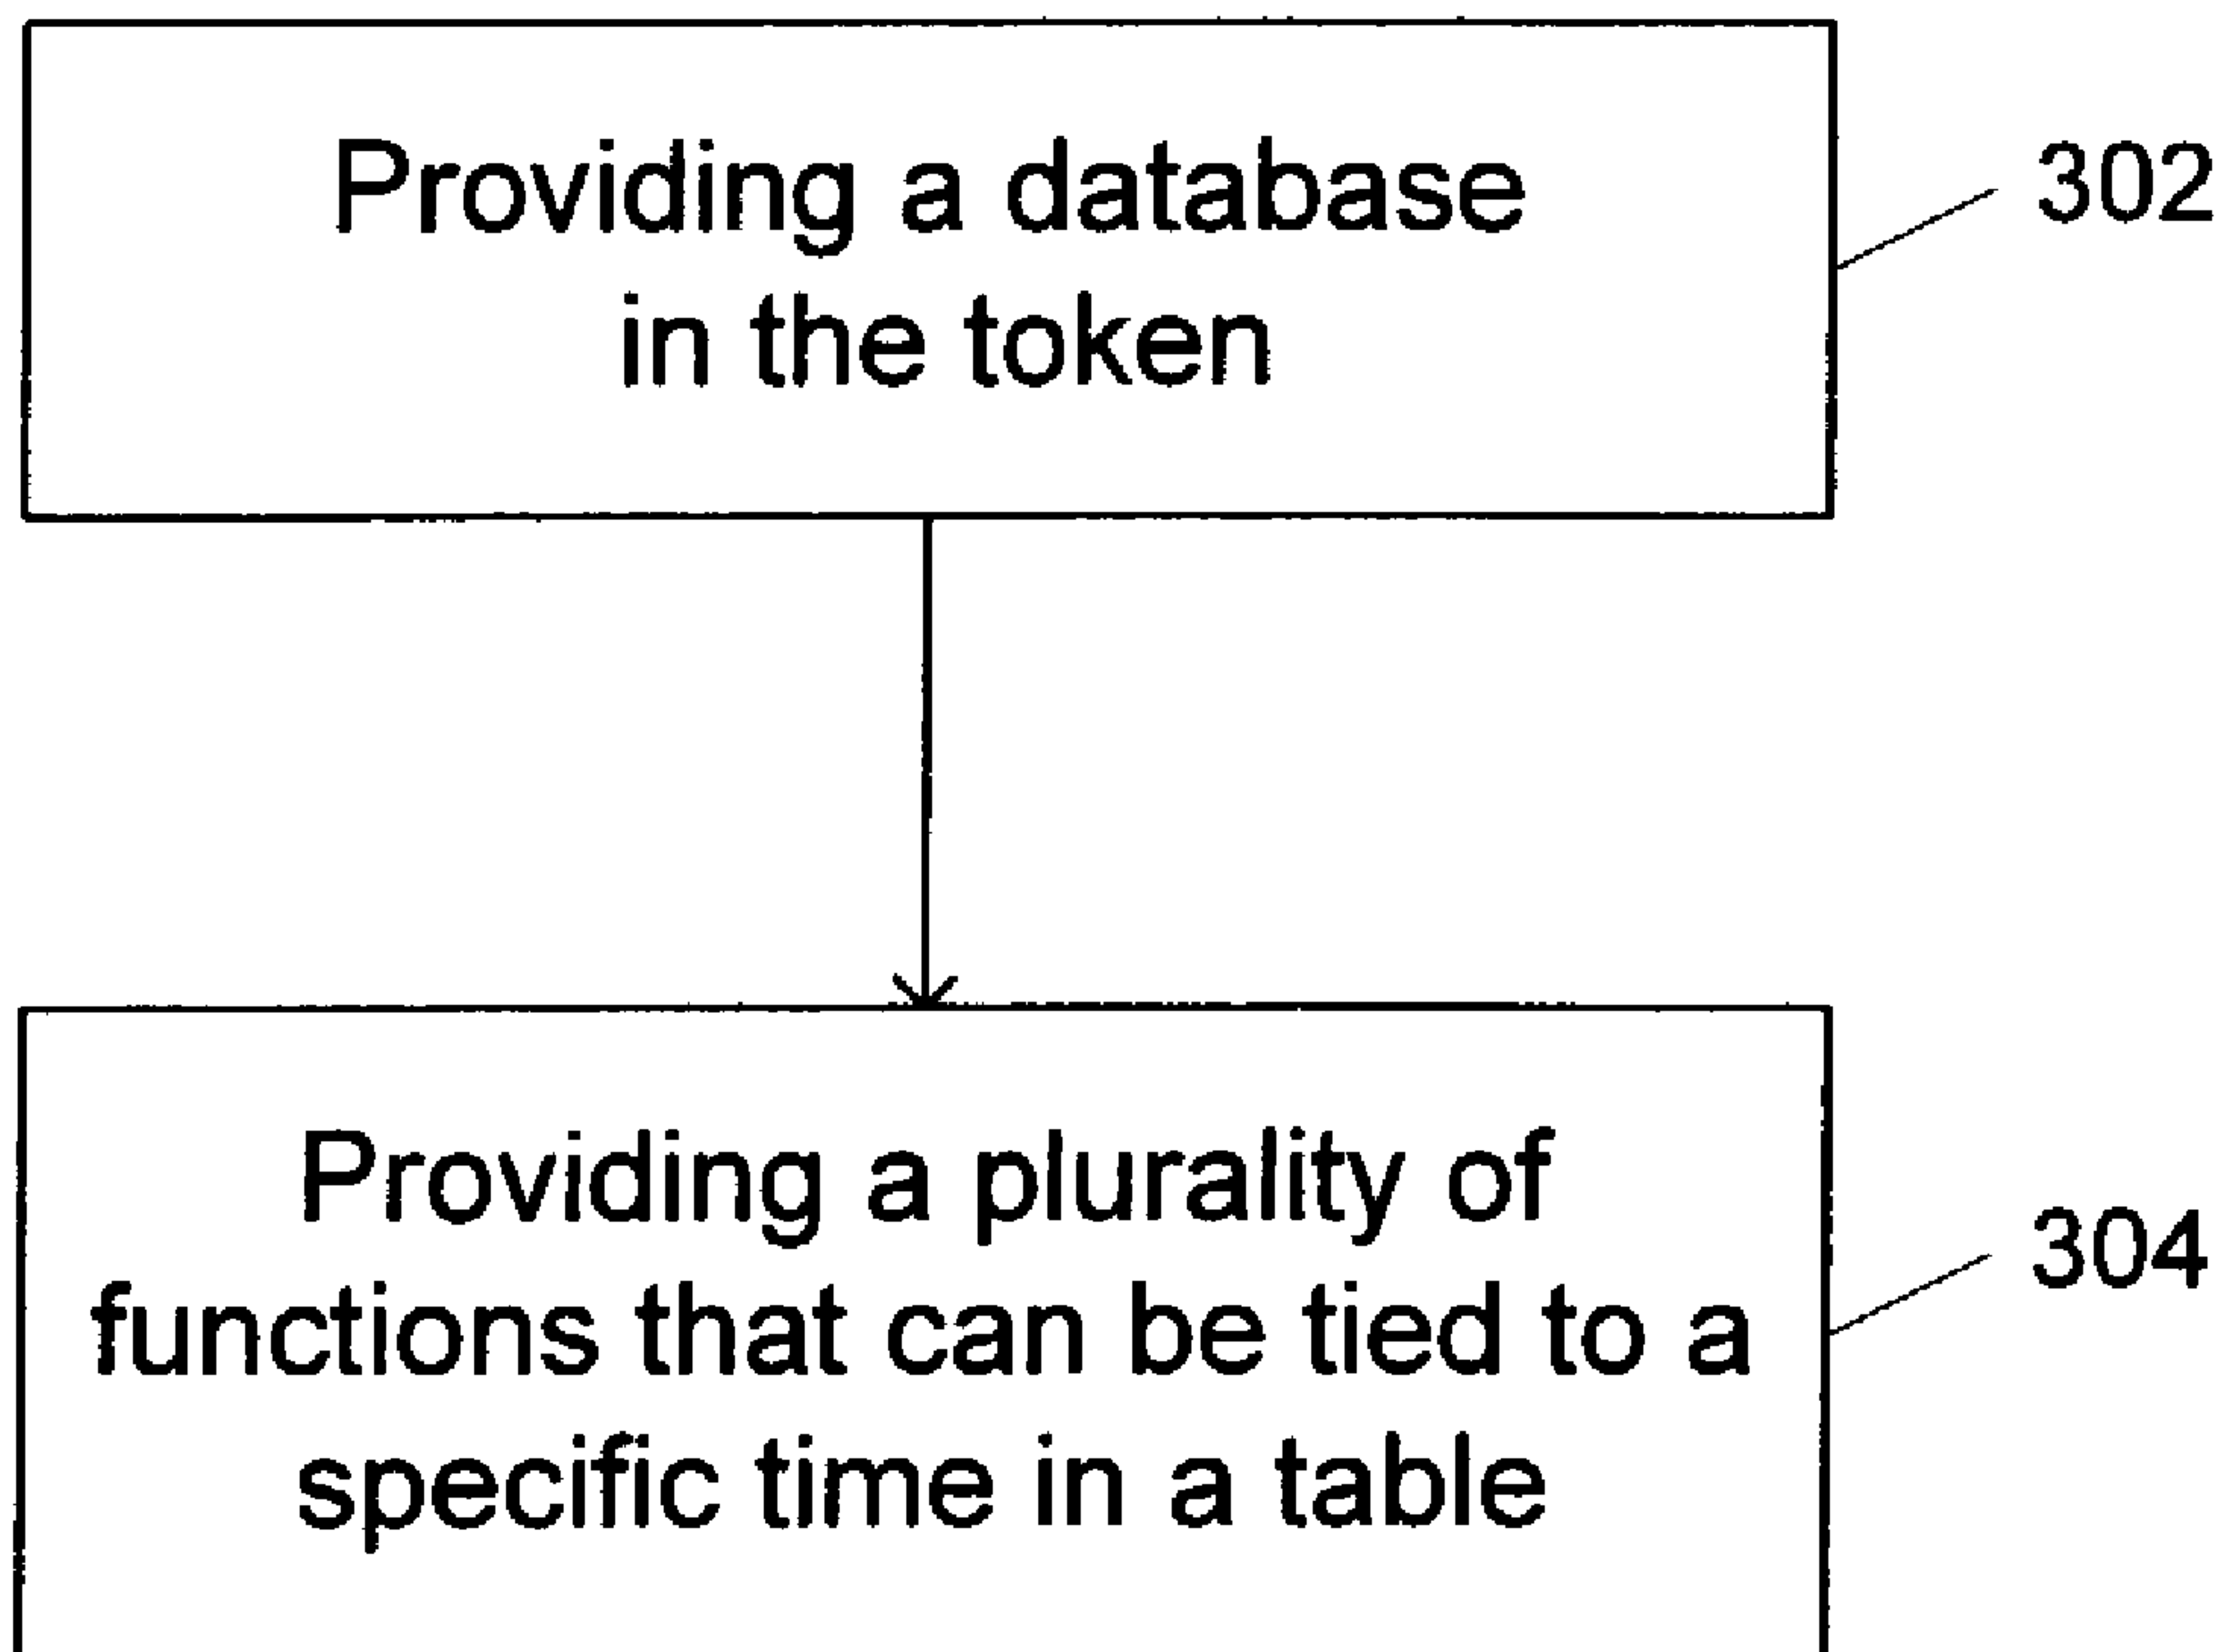 Providing a database
in the token
302
Providing a plurality of
functions that can be tied to a
specific time in a table
304